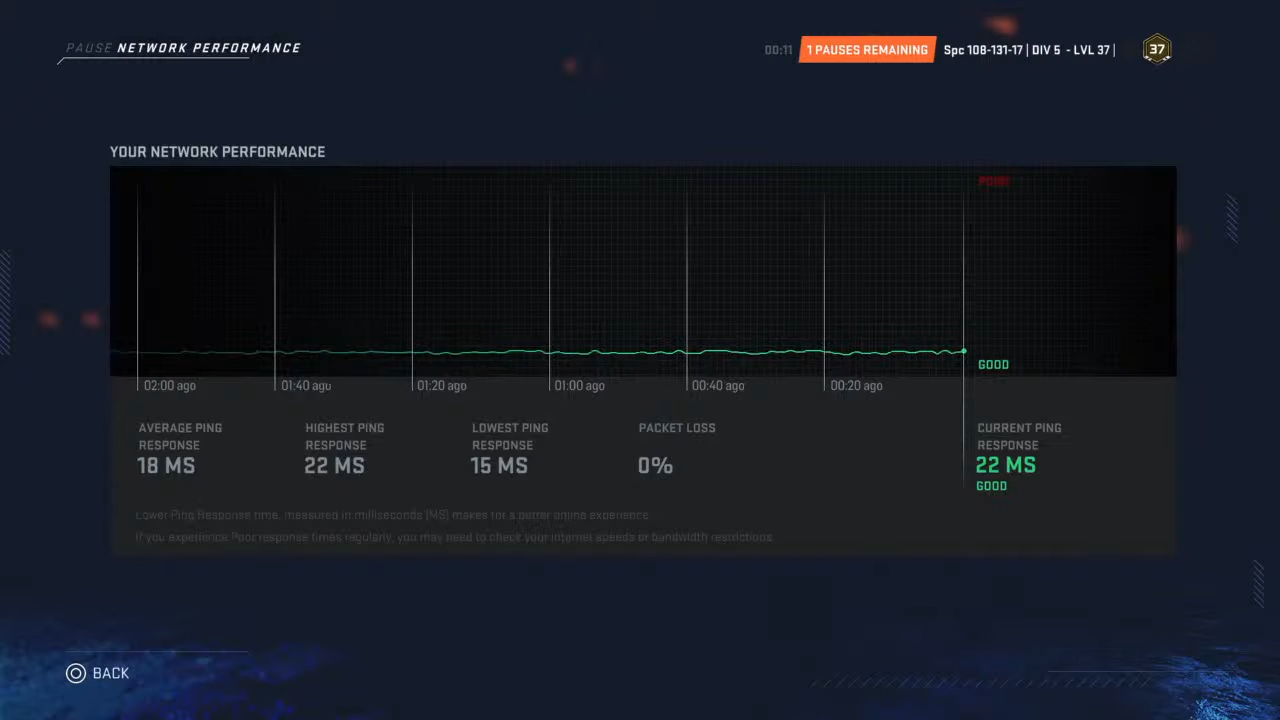 PAUSE NETWORK PERFORMANCE
00:11 1 PAUSES REMAINING Spc 108-131-17 | DIV 5 - LVL 37 | 37
YOUR NETWORK PERFORMANCE
POOR
GOOD
02:00 ago 01:40 ago 01:20 ago 01:00 ago 00:40 ago 00:20 ago
AVERAGE PING HIGHEST PING LOWEST PING PACKET LOSS CURRENT PING
RESPONSE RESPONSE RESPONSE RESPONSE
18 MS 22 MS 15 MS 0% 22 MS
GOOD
Lower Ping Response time, measured in milliseconds (MS) makes for a better online experience.
If you experience Poor response times regularly, you may need to check your internet speeds or bandwidth restrictions.
BACK